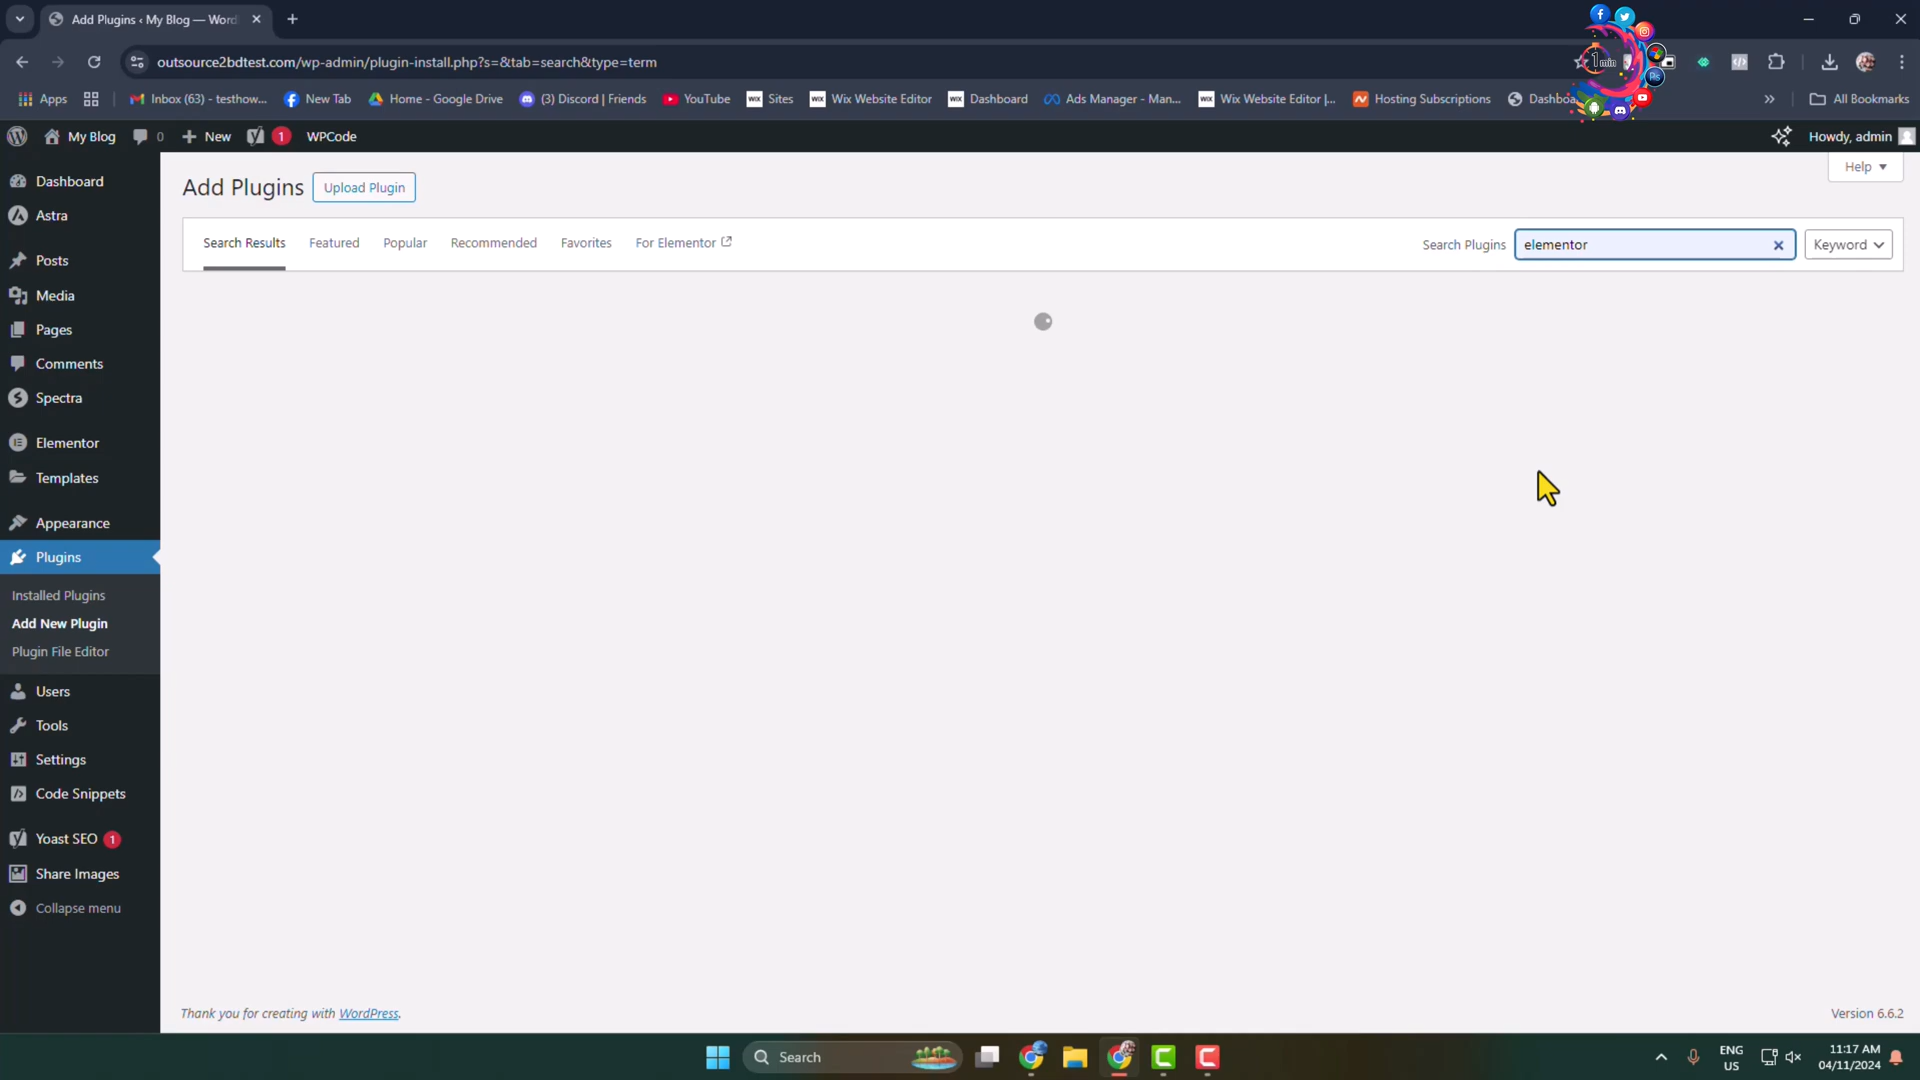 Add Plugins ‹ My Blog — Word
outsource2bdtest.com/wp-admin/plugin-install.php?s=&tab=search&type=term
1min
Ps
Apps
Inbox (63) - testhow...
New Tab
Home - Google Drive
(3) Discord | Friends
YouTube
WIX Sites
WIX Wix Website Editor
WIX Dashboard
Ads Manager - Man...
WIX Wix Website Editor |...
Hosting Subscriptions
All Bookmarks
My Blog
0
New
1
WPCode
Howdy, admin
Help
Dashboard
Astra
Posts
Media
Pages
Comments
Spectra
Elementor
Templates
Appearance
Plugins
Installed Plugins
Add New Plugin
Plugin File Editor
Users
Tools
Settings
Code Snippets
Yoast SEO 1
Share Images
Collapse menu
Add Plugins
Upload Plugin
Search Results
Featured
Popular
Recommended
Favorites
For Elementor
Search Plugins
elementor
Keyword
Thank you for creating with WordPress.
Version 6.6.2
Search
ENG
US
11:17 AM
04/11/2024